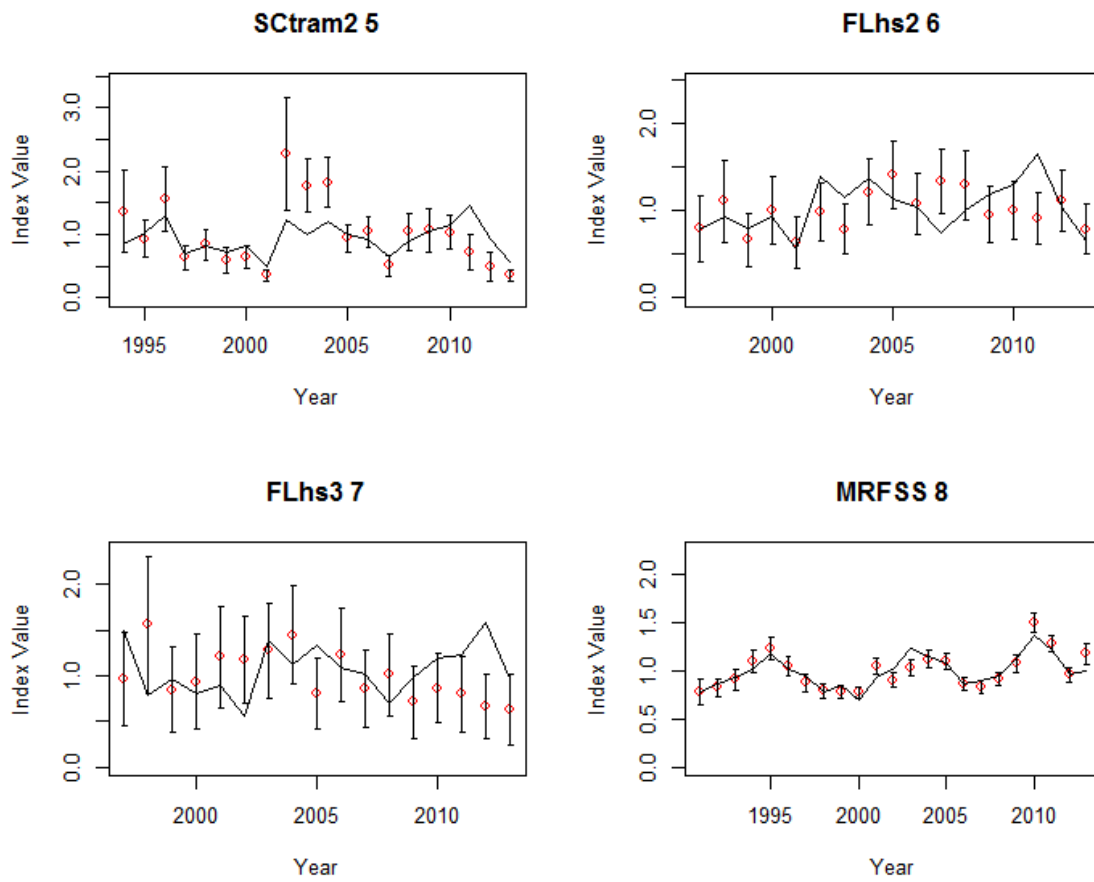 SCtram2 5
Index Value
0.0 1.0 2.0 3.0
1995 2000 2005 2010
Year
FLhs2 6
Index Value
0.0 1.0 2.0
2000 2005 2010
Year
FLhs3 7
Index Value
0.0 1.0 2.0
2000 2005 2010
Year
MRFSS 8
Index Value
0.0 0.5 1.0 1.5 2.0
1995 2000 2005 2010
Year